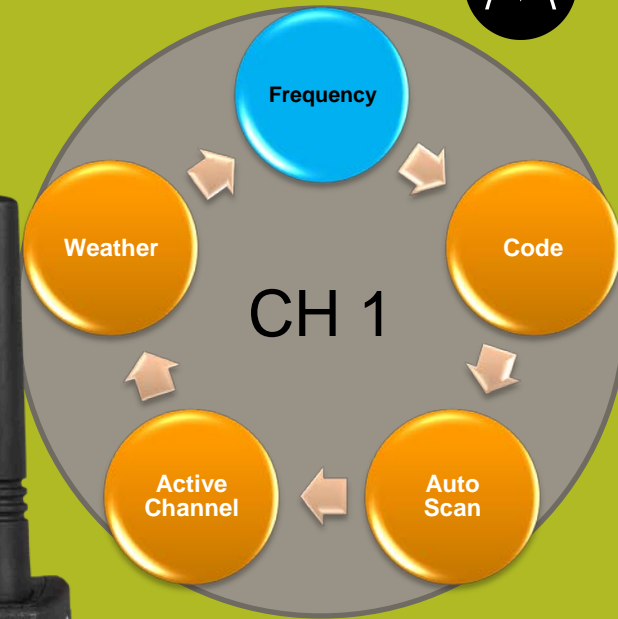 Frequency
Code
Auto
Scan
Active
Channel
Weather
CH 1